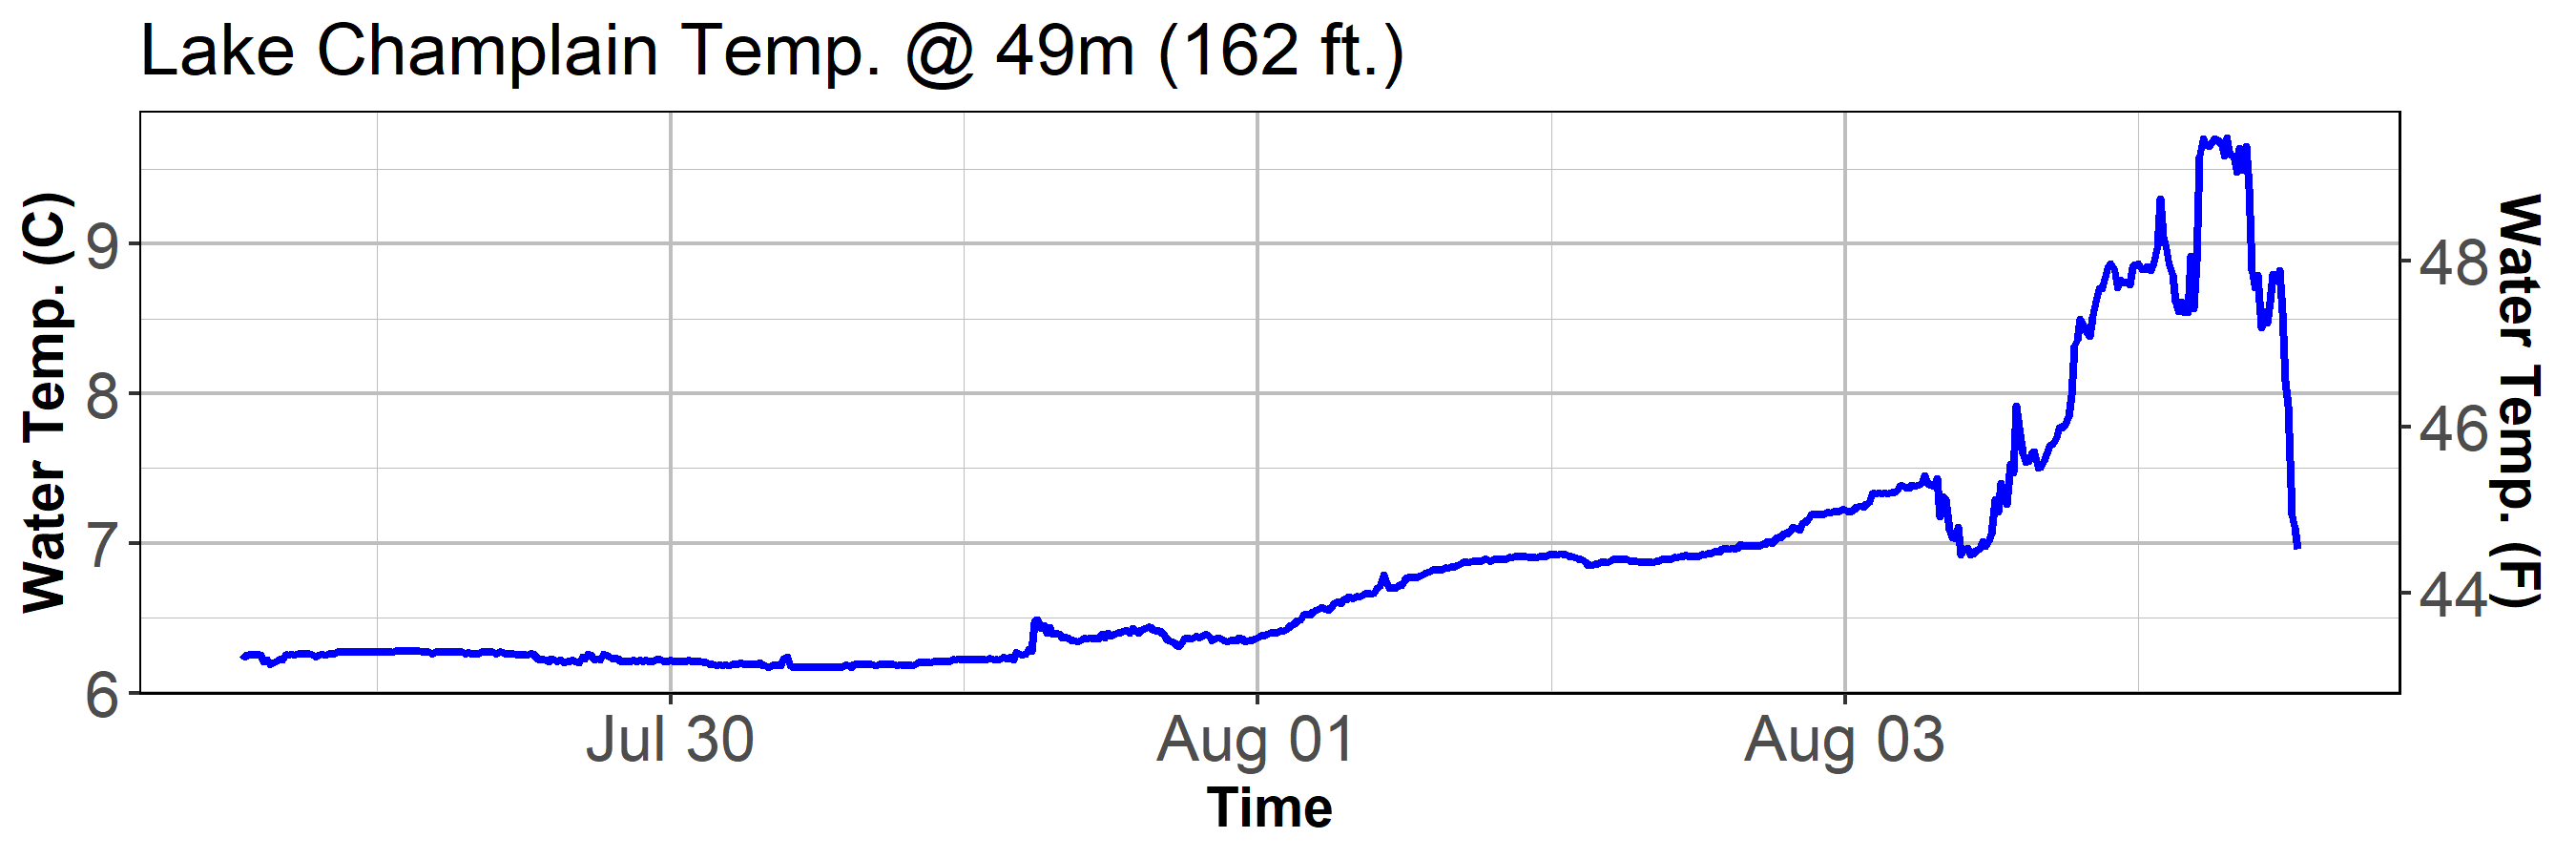 Lake Champlain Temp. @ 49m (162 ft.)
Water Temp. (C)
9
8
7
6
48
46
44
Water Temp. (F)
Jul 30
Aug 01
Aug 03
Time